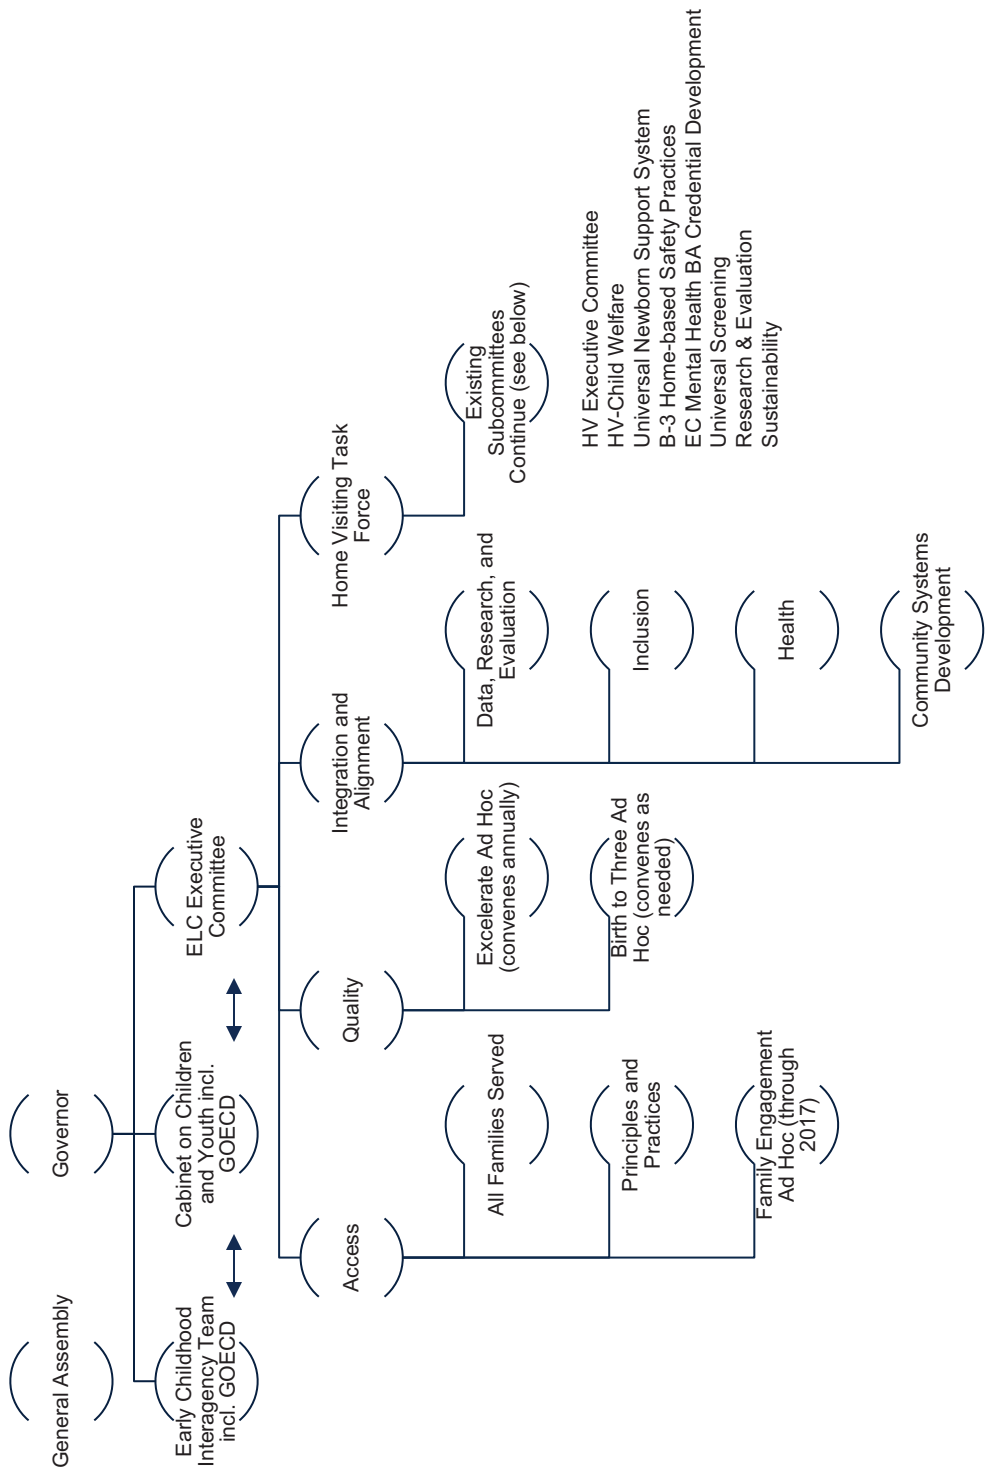 General Assembly
Governor
Early Childhood
Interagency Team
incl. GOECD
Cabinet on Children
and Youth incl.
GOECD
ELC Executive
Committee
Access
Quality
Integration and
Alignment
Home Visiting Task
Force
All Families Served
Principles and
Practices
Family Engagement
Ad Hoc (through
2017)
Excelerate Ad Hoc
(convenes annually)
Birth to Three Ad
Hoc (convenes as
needed)
Data, Research, and
Evaluation
Inclusion
Health
Community Systems
Development
Existing
Subcommittees
Continue (see below)
HV Executive Committee
HV-Child Welfare
Universal Newborn Support System
B-3 Home-based Safety Practices
EC Mental Health BA Credential Development
Universal Screening
Research & Evaluation
Sustainability